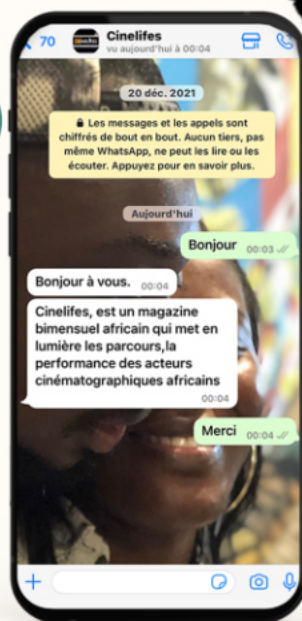 70
Cinelifes
vu aujourd'hui à 00:04
20 déc. 2021
Les messages et les appels sont
chiffrés de bout en bout. Aucun tiers, pas
même WhatsApp, ne peut les lire ou les
écouter. Appuyez pour en savoir plus.
Aujourd'hui
Bonjour 00:03
Bonjour à vous. 00:04
Cinelifes, est un magazine
bimensuel africain qui met en
lumière les parcours,la
performance des acteurs
cinématographiques africains
00:04
Merci 00:04